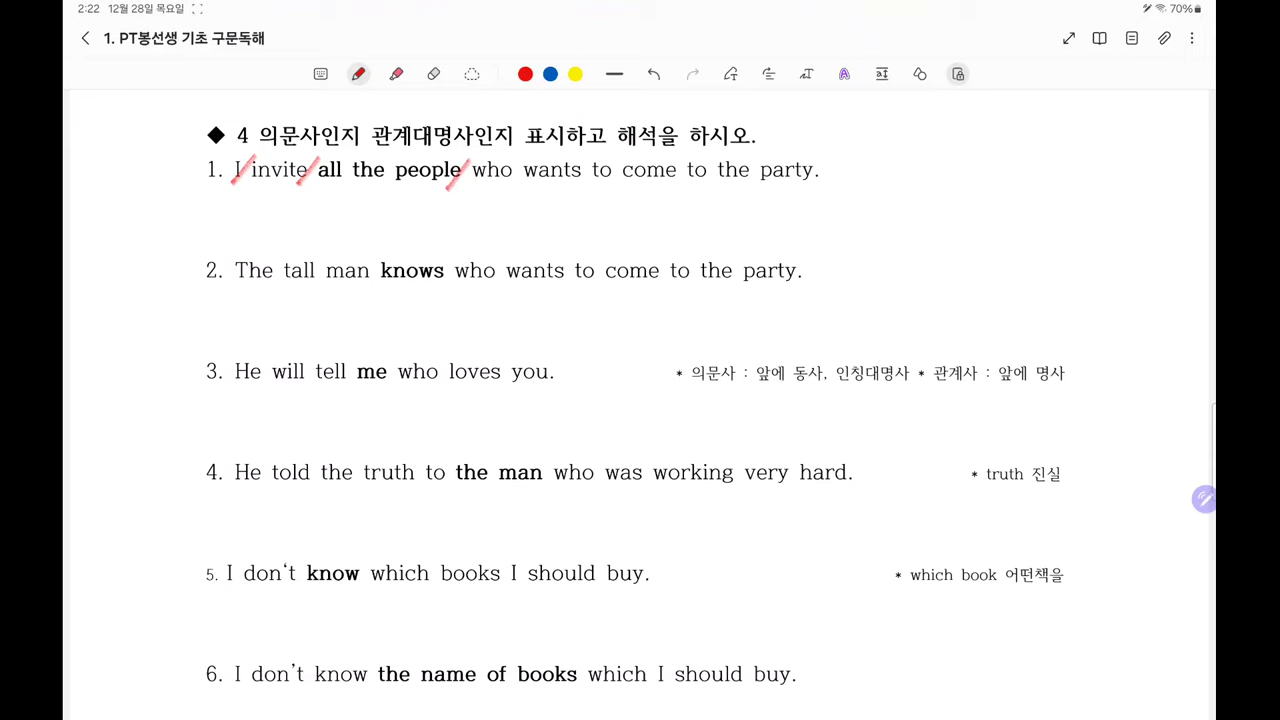 2:22 12월 28일 목요일 70%
1. PT봉선생 기초 구문독해
◆ 4 의문사인지 관계대명사인지 표시하고 해석을 하시오.
1. I invite all the people who wants to come to the party.
2. The tall man knows who wants to come to the party.
3. He will tell me who loves you. * 의문사 : 앞에 동사, 인칭대명사 * 관계사 : 앞에 명사
4. He told the truth to the man who was working very hard. * truth 진실
5. I don‘t know which books I should buy. * which book 어떤책을
6. I don’t know the name of books which I should buy.